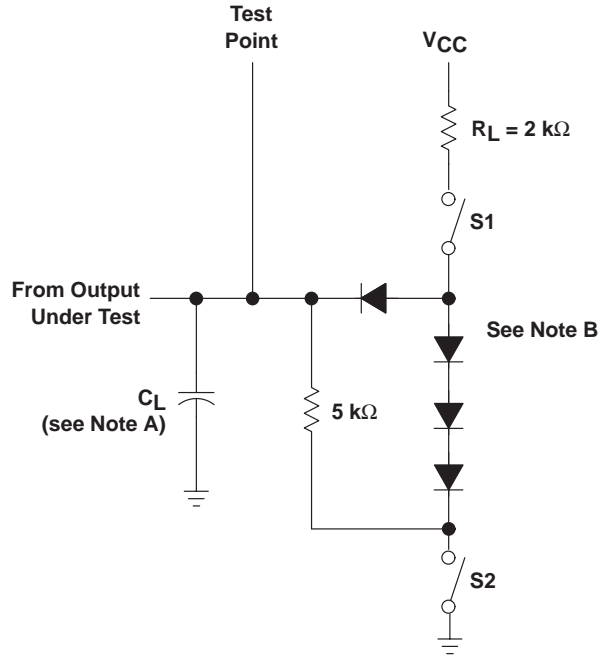 Test
Point
VCC
RL = 2 kΩ
S1
From Output
Under Test
See Note B
CL
(see Note A)
5 kΩ
S2